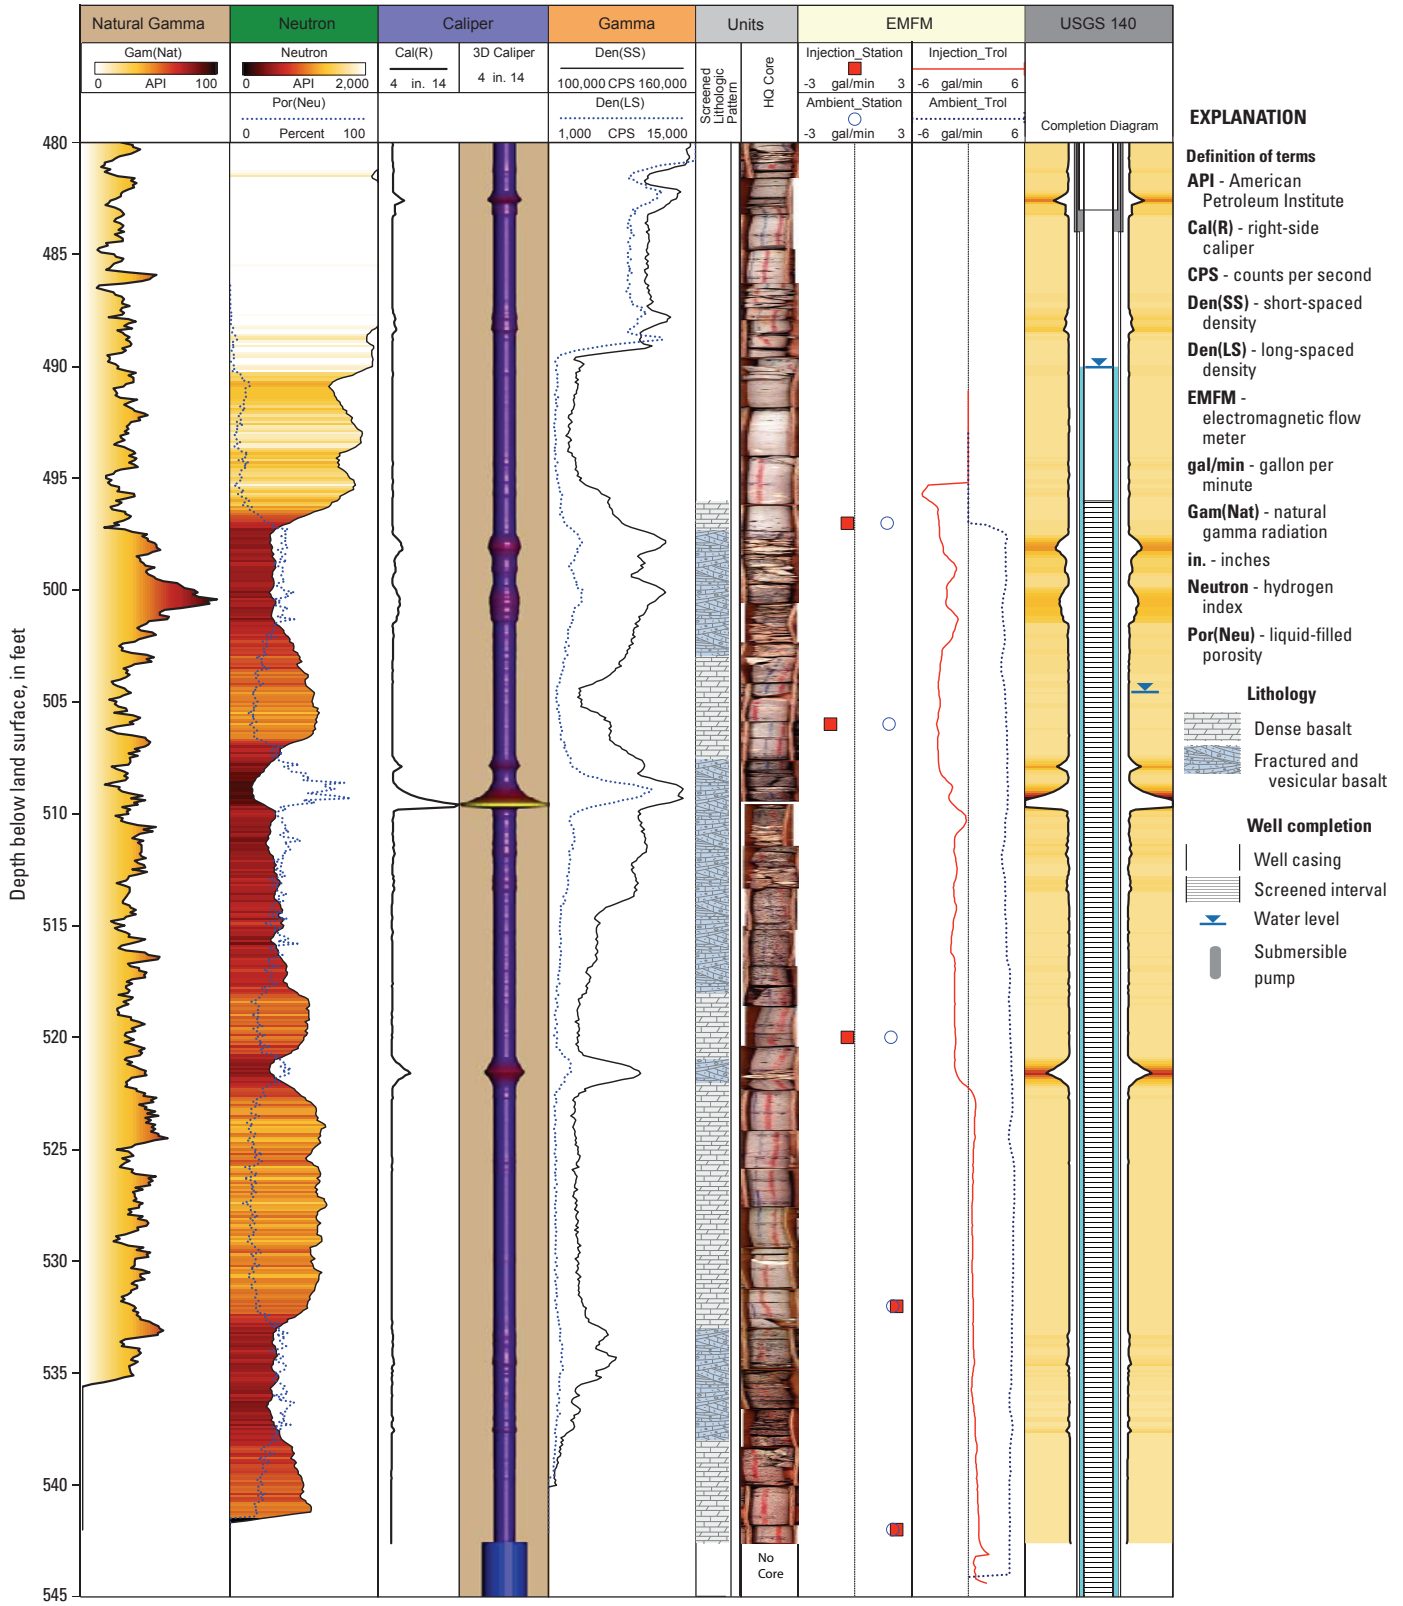 Natural Gamma
Neutron
Caliper
Gamma
Units
EMFM
USGS 140
Gam(Nat)
0 API 100
Neutron
0 API 2,000
Por(Neu)
0 Percent 100
Cal(R)
4 in. 14
3D Caliper
4 in. 14
Den(SS)
100,000 CPS 160,000
Den(LS)
1,000 CPS 15,000
Screened
Lithologic
Pattern
HQ Core
Injection_Station
-3 gal/min 3
Ambient_Station
-3 gal/min 3
Injection_Trol
-6 gal/min 6
Ambient_Trol
-6 gal/min 6
Completion Diagram
Depth below land surface, in feet
480
485
490
495
500
505
510
515
520
525
530
535
540
545
No
Core
EXPLANATION
Definition of terms
API - American
Petroleum Institute
Cal(R) - right-side
caliper
CPS - counts per second
Den(SS) - short-spaced
density
Den(LS) - long-spaced
density
EMFM -
electromagnetic flow
meter
gal/min - gallon per
minute
Gam(Nat) - natural
gamma radiation
in. - inches
Neutron - hydrogen
index
Por(Neu) - liquid-filled
porosity
Lithology
Dense basalt
Fractured and
vesicular basalt
Well completion
Well casing
Screened interval
Water level
Submersible
pump